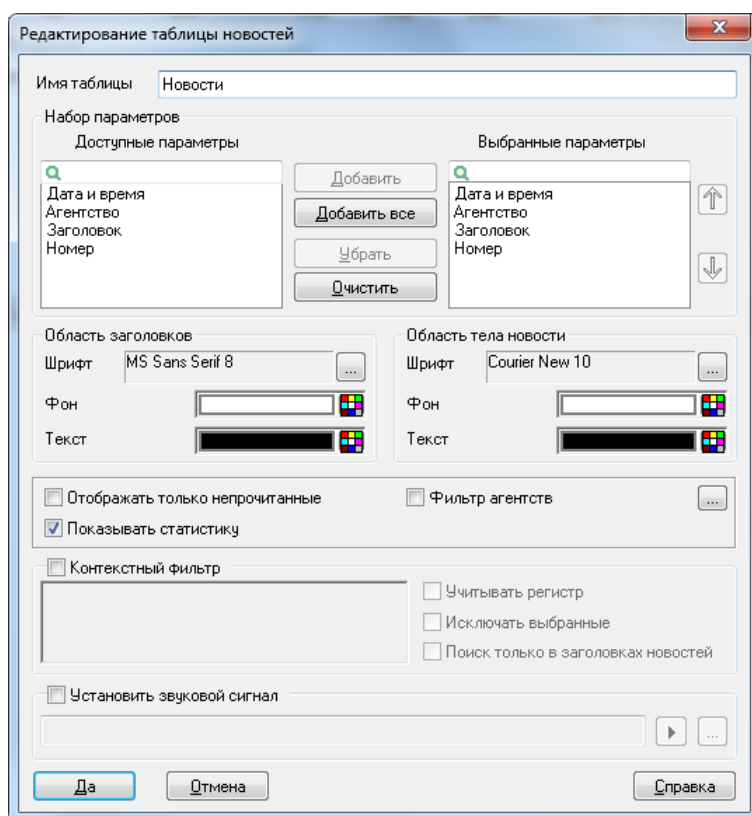 Редактирование таблицы новостей
Имя таблицы Новости
Набор параметров
Доступные параметры Выбранные параметры
Дата и время Добавить Дата и время
Агентство Добавить все Агентство
Заголовок Заголовок
Номер Убрать Номер
Очистить
Область заголовков Область тела новости
Шрифт MS Sans Serif 8 ... Шрифт Courier New 10 ...
Фон Фон
Текст Текст
Отображать только непрочитанные Фильтр агентств ...
Показывать статистику
Контекстный фильтр
Учитывать регистр
Исключать выбранные
Поиск только в заголовках новостей
Установить звуковой сигнал
...
Да Отмена Справка